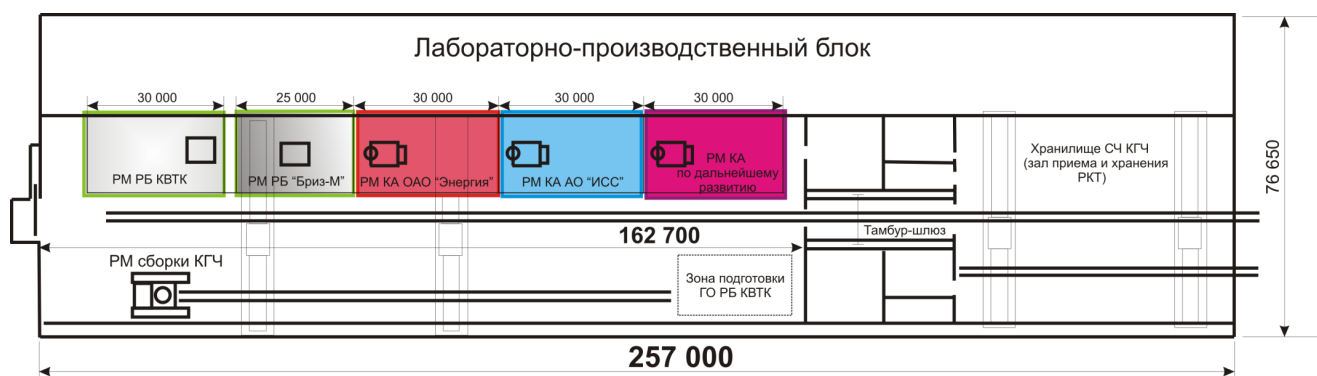 Лабораторно-производственный блок
30 000
25 000
30 000
30 000
30 000
РМ РБ КВТК
РМ РБ "Бриз-М"
РМ КА ОАО "Энергия"
РМ КА АО "ИСС"
РМ КА
по дальнейшему
развитию
Хранилище СЧ КГЧ
(зал приема и хранения
РКТ)
76 650
162 700
Тамбур-шлюз
РМ сборки КГЧ
Зона подготовки
ГО РБ КВТК
257 000